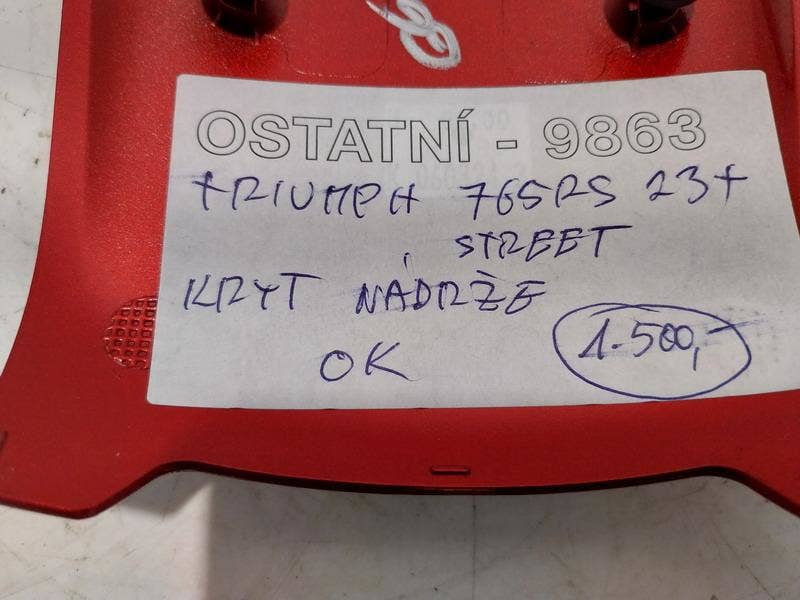 OSTATNÍ - 9863
TRIUMPH 765RS 23+
STREET
KRYT NÁDRŽE
OK
1.500,-